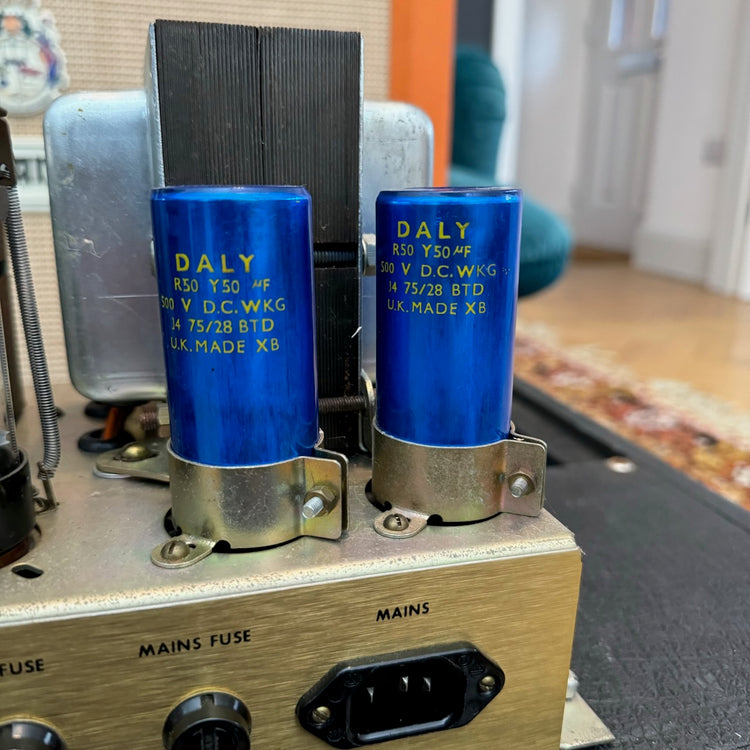 DALY
R50 Y50 µF
500 V D.C.WKG
J4 75/28 BTD
U.K.MADE XB
DALY
R50 Y50 µF
500 V D.C.WKG
J4 75/28 BTD
U.K.MADE XB
FUSE
MAINS FUSE
MAINS